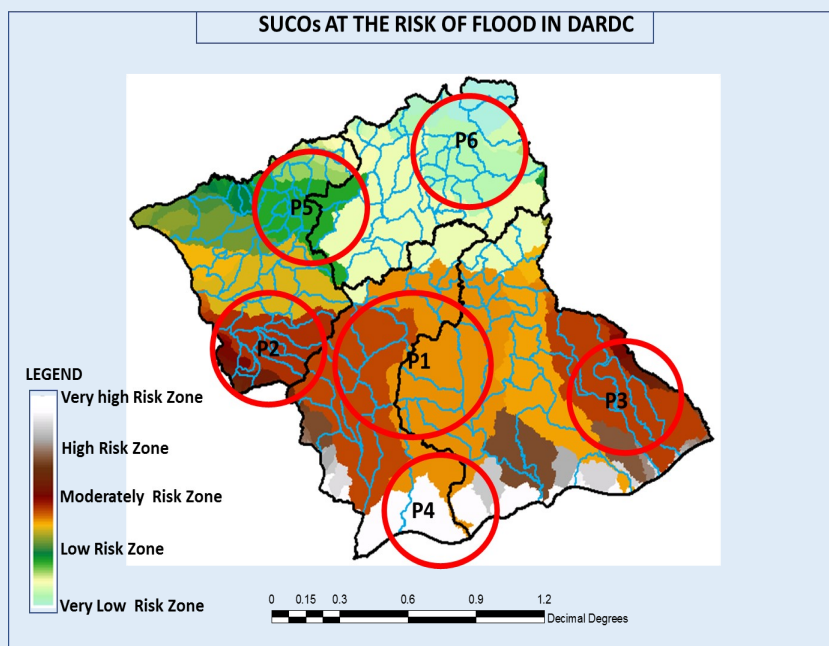 SUCOs AT THE RISK OF FLOOD IN DARDC
P6
P5
P2
P1
P3
P4
LEGEND
Very high Risk Zone
High Risk Zone
Moderately Risk Zone
Low Risk Zone
Very Low Risk Zone
0 0.15 0.3 0.6 0.9 1.2
Decimal Degrees